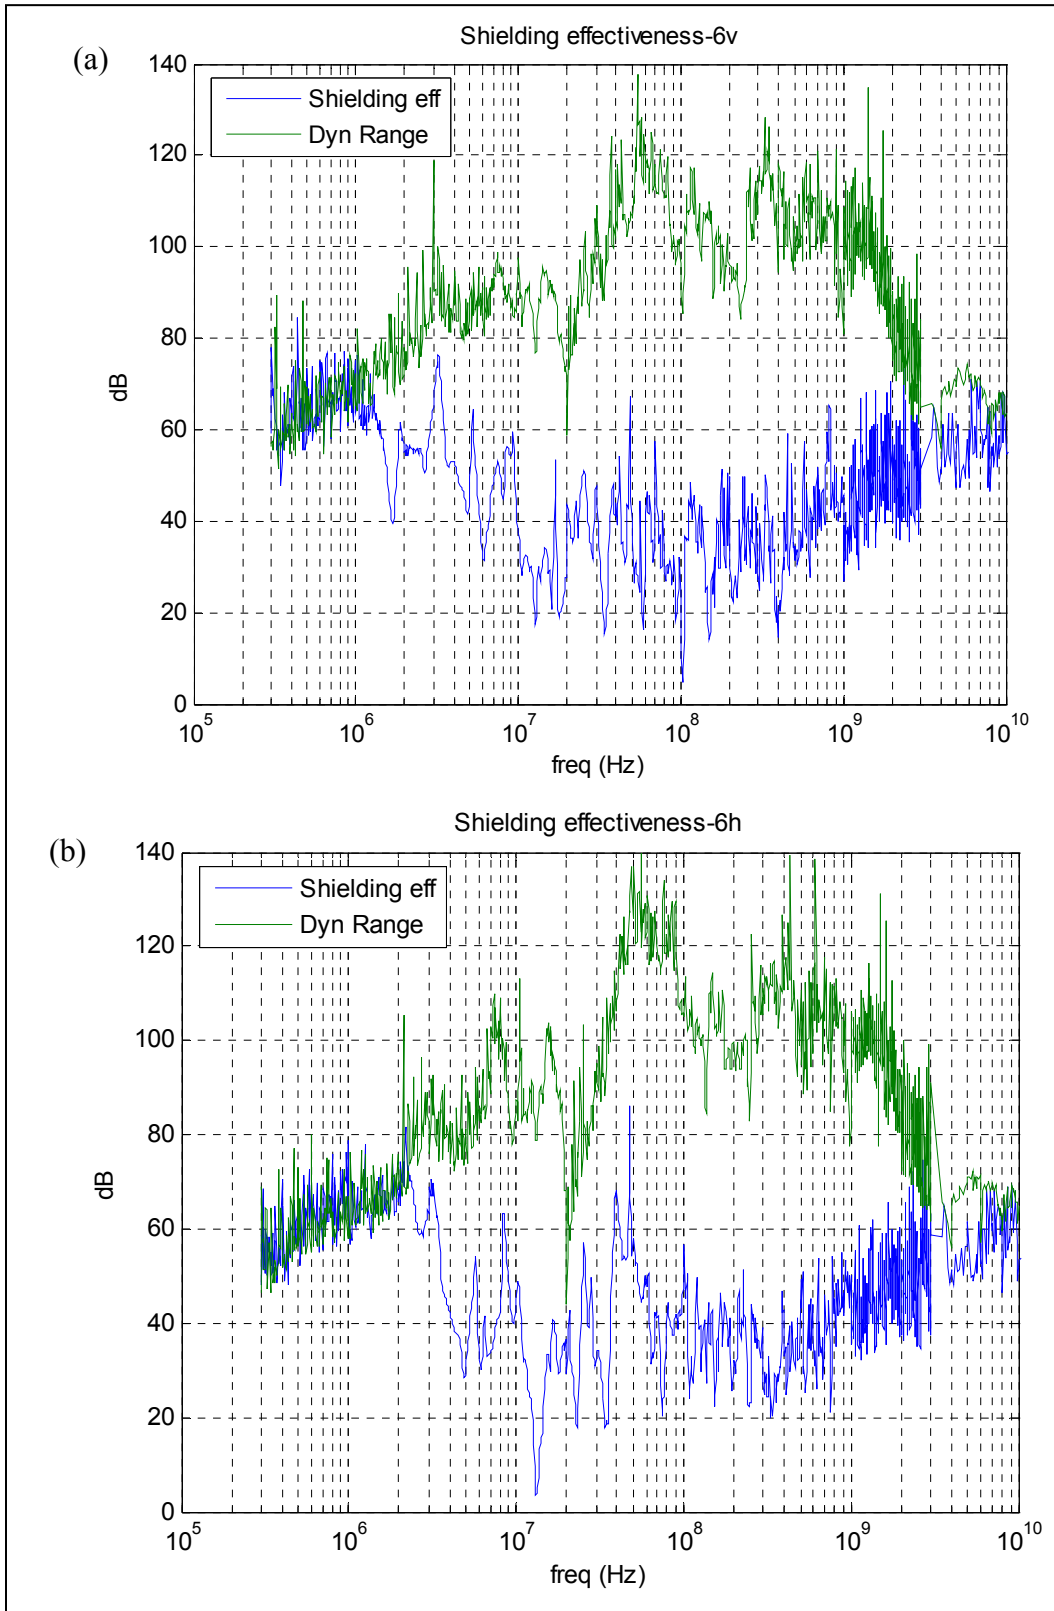 (a)
Shielding effectiveness-6v
140
120
100
80
60
40
20
0
dB
Shielding eff
Dyn Range
10^5 10^6 10^7 10^8 10^9 10^10
freq (Hz)
(b)
Shielding effectiveness-6h
140
120
100
80
60
40
20
0
dB
Shielding eff
Dyn Range
10^5 10^6 10^7 10^8 10^9 10^10
freq (Hz)